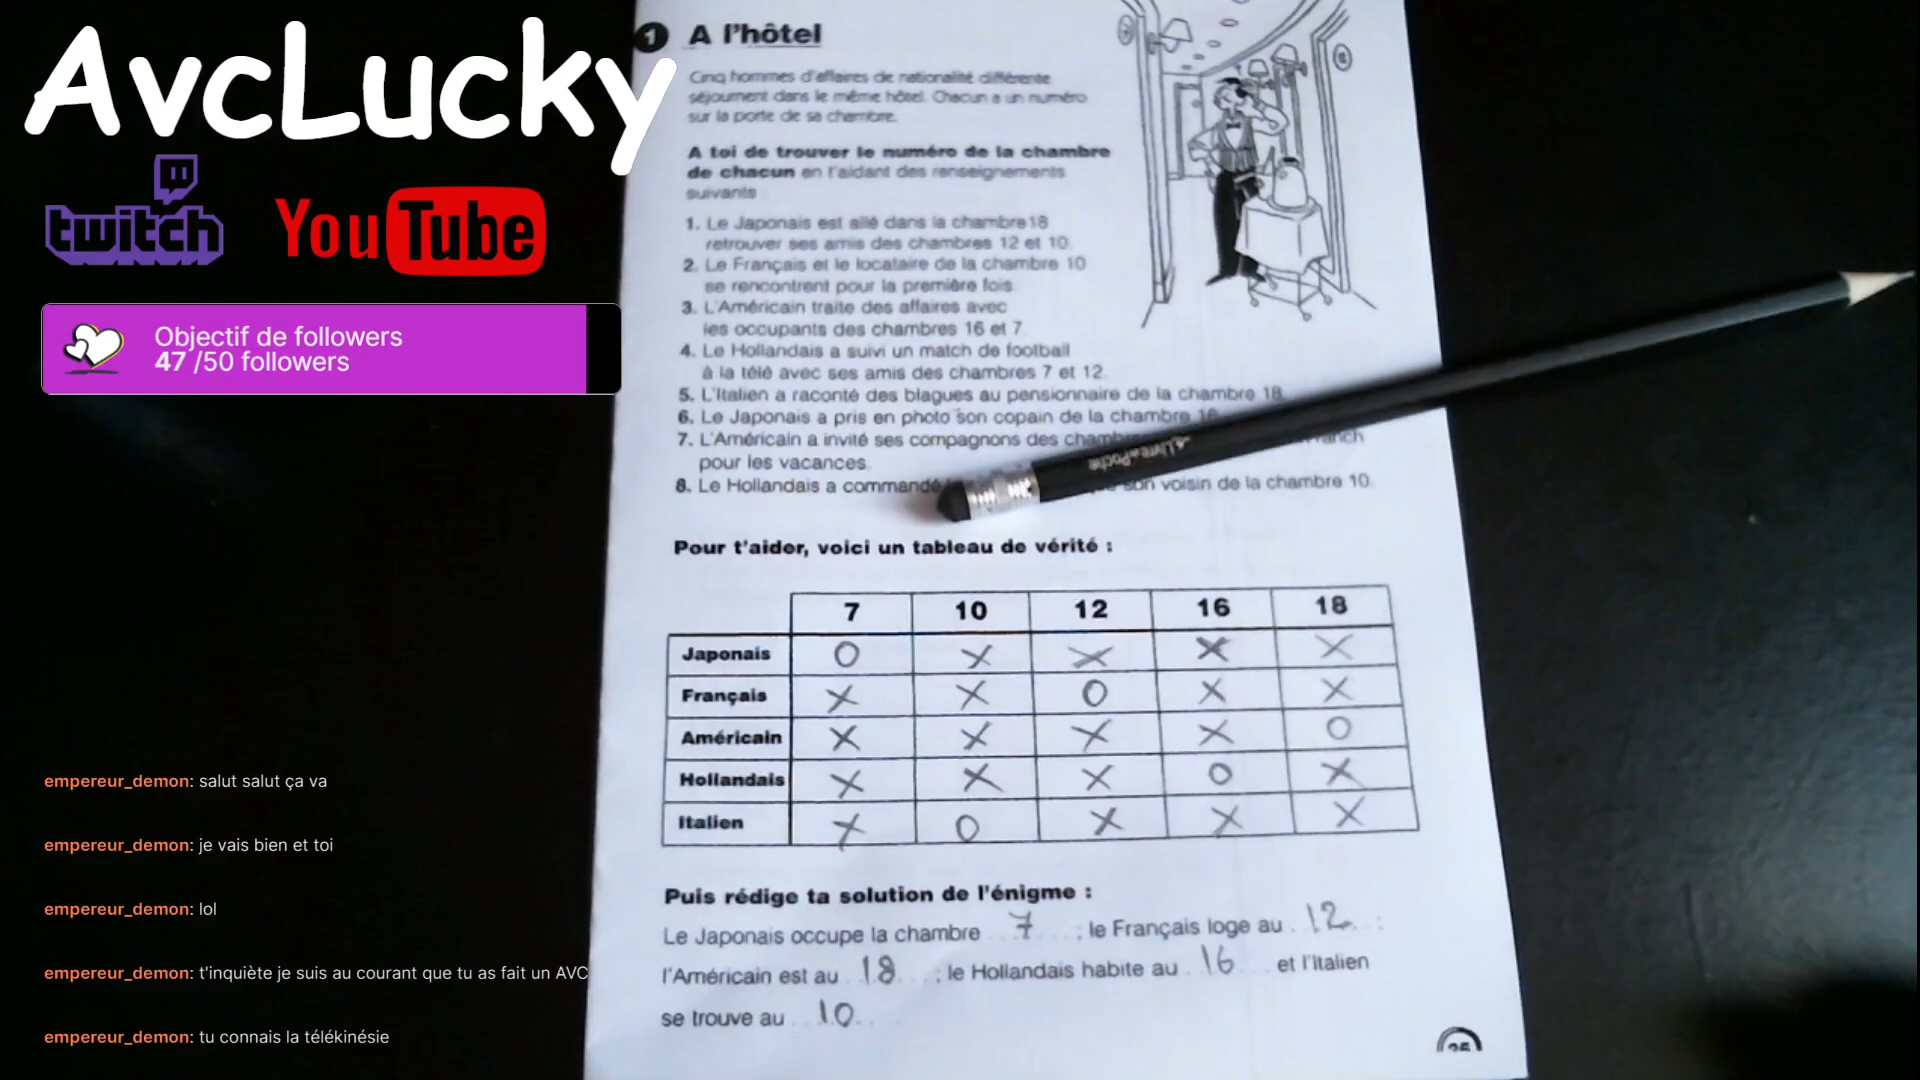 AvcLucky
twitch
YouTube
Objectif de followers
47 /50 followers
empereur_demon: salut salut ça va
empereur_demon: je vais bien et toi
empereur_demon: lol
empereur_demon: t'inquiète je suis au courant que tu as fait un AVC
empereur_demon: tu connais la télékinésie
1 A l'hôtel
Cinq hommes d'affaires de nationalité différente
séjournent dans le même hôtel. Chacun a un numéro
sur la porte de sa chambre.
A toi de trouver le numéro de la chambre
de chacun en t'aidant des renseignements
suivants :
1. Le Japonais est allé dans la chambre 18
retrouver ses amis des chambres 12 et 10.
2. Le Français et le locataire de la chambre 10
se rencontrent pour la première fois.
3. L'Américain traite des affaires avec
les occupants des chambres 16 et 7.
4. Le Hollandais a suivi un match de football
à la télé avec ses amis des chambres 7 et 12.
5. L'Italien a raconté des blagues au pensionnaire de la chambre 18.
6. Le Japonais a pris en photo son copain de la chambre
7. L'Américain a invité ses compagnons des ranch
pour les vacances.
8. Le Hollandais a commandé son voisin de la chambre 10.
Pour t'aider, voici un tableau de vérité :
7 10 12 16 18
Japonais O X X X X
Français X X O X X
Américain X X X X O
Hollandais X X X O X
Italien X O X X X
Puis rédige ta solution de l'énigme :
Le Japonais occupe la chambre 7 ; le Français loge au 12 ;
l'Américain est au 18 ; le Hollandais habite au 16 et l'Italien
se trouve au 10